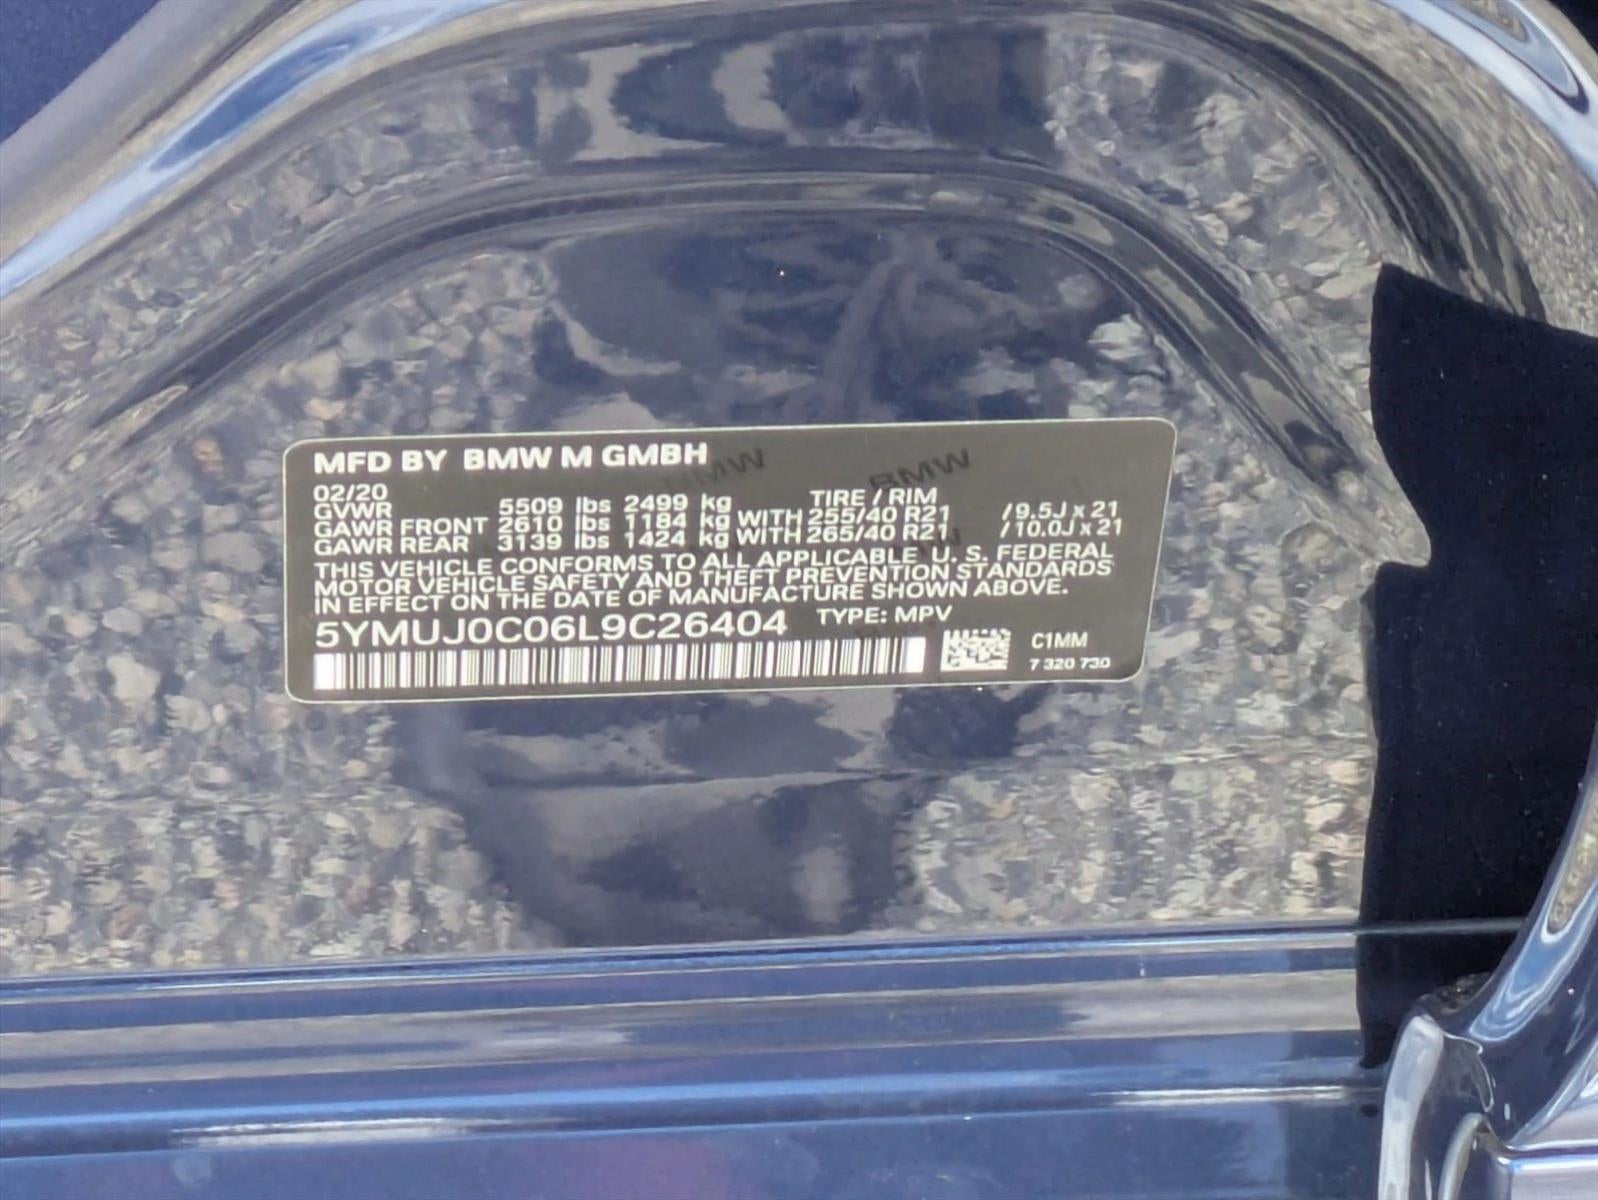 MFD BY BMW M GMBH
02/20 TIRE / RIM
GVWR 5509 lbs 2499 kg
GAWR FRONT 2610 lbs 1184 kg WITH 255/40 R21 /9.5J x 21
GAWR REAR 3139 lbs 1424 kg WITH 265/40 R21 /10.0J x 21
THIS VEHICLE CONFORMS TO ALL APPLICABLE U. S. FEDERAL
MOTOR VEHICLE SAFETY AND THEFT PREVENTION STANDARDS
IN EFFECT ON THE DATE OF MANUFACTURE SHOWN ABOVE.
5YMUJ0C06L9C26404 TYPE: MPV
C1MM
7 320 730
BMW
BMW